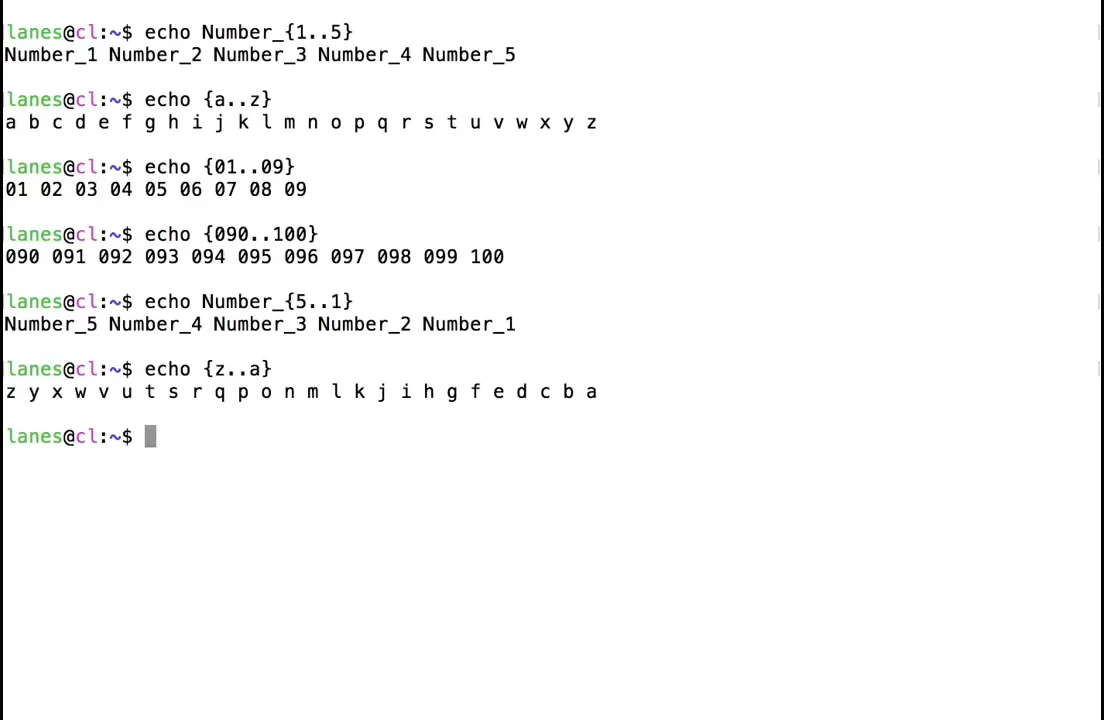 lanes@cl:~$ echo Number_{1..5}
Number_1 Number_2 Number_3 Number_4 Number_5
lanes@cl:~$ echo {a..z}
a b c d e f g h i j k l m n o p q r s t u v w x y z
lanes@cl:~$ echo {01..09}
01 02 03 04 05 06 07 08 09
lanes@cl:~$ echo {090..100}
090 091 092 093 094 095 096 097 098 099 100
lanes@cl:~$ echo Number_{5..1}
Number_5 Number_4 Number_3 Number_2 Number_1
lanes@cl:~$ echo {z..a}
z y x w v u t s r q p o n m l k j i h g f e d c b a
lanes@cl:~$